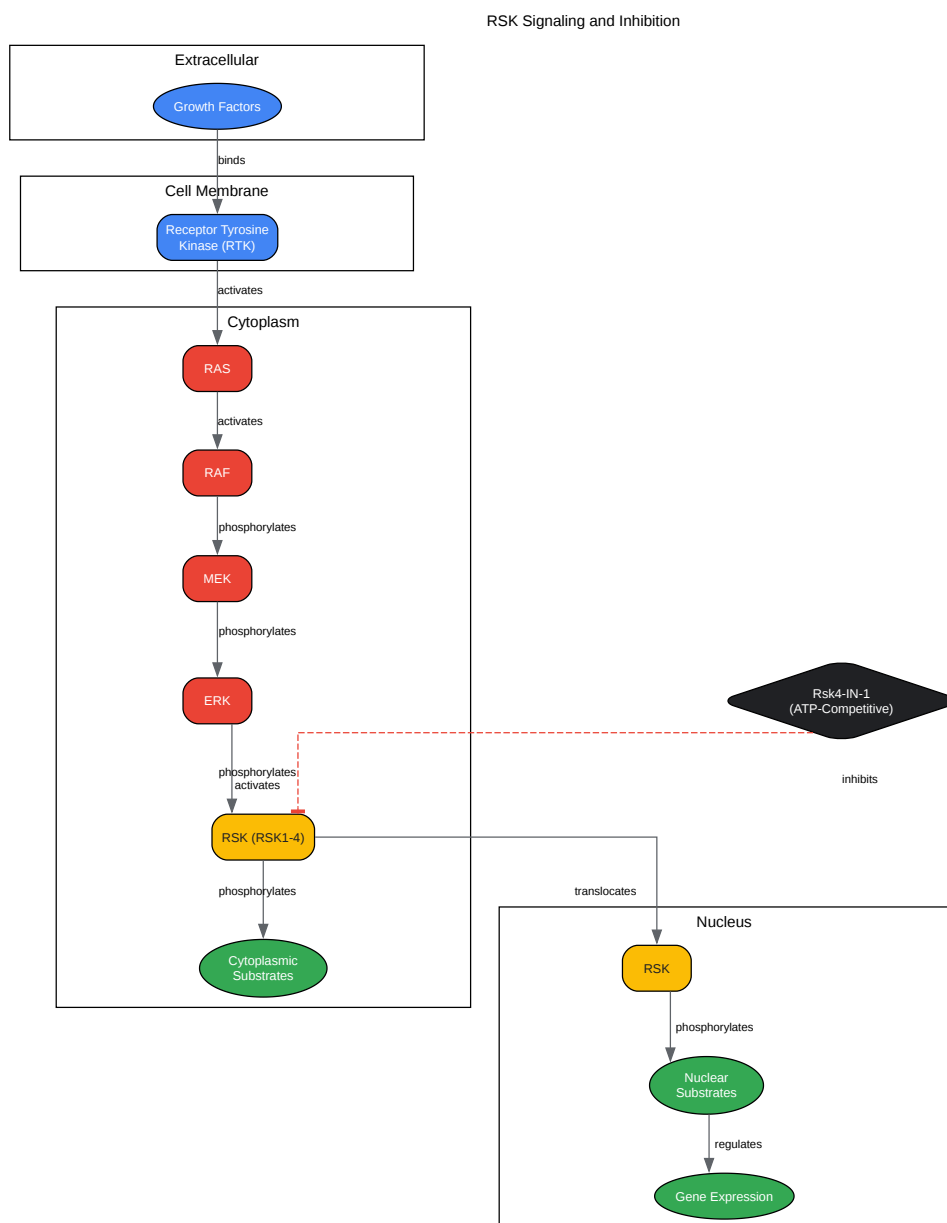 RSK Signaling and Inhibition
Extracellular
Growth Factors
binds
Cell Membrane
Receptor Tyrosine
Kinase (RTK)
activates
Cytoplasm
RAS
activates
RAF
phosphorylates
MEK
phosphorylates
ERK
Rsk4-IN-1
(ATP-Competitive)
phosphorylates
activates
inhibits
RSK (RSK1-4)
phosphorylates
translocates
Nucleus
Cytoplasmic
Substrates
RSK
phosphorylates
Nuclear
Substrates
regulates
Gene Expression